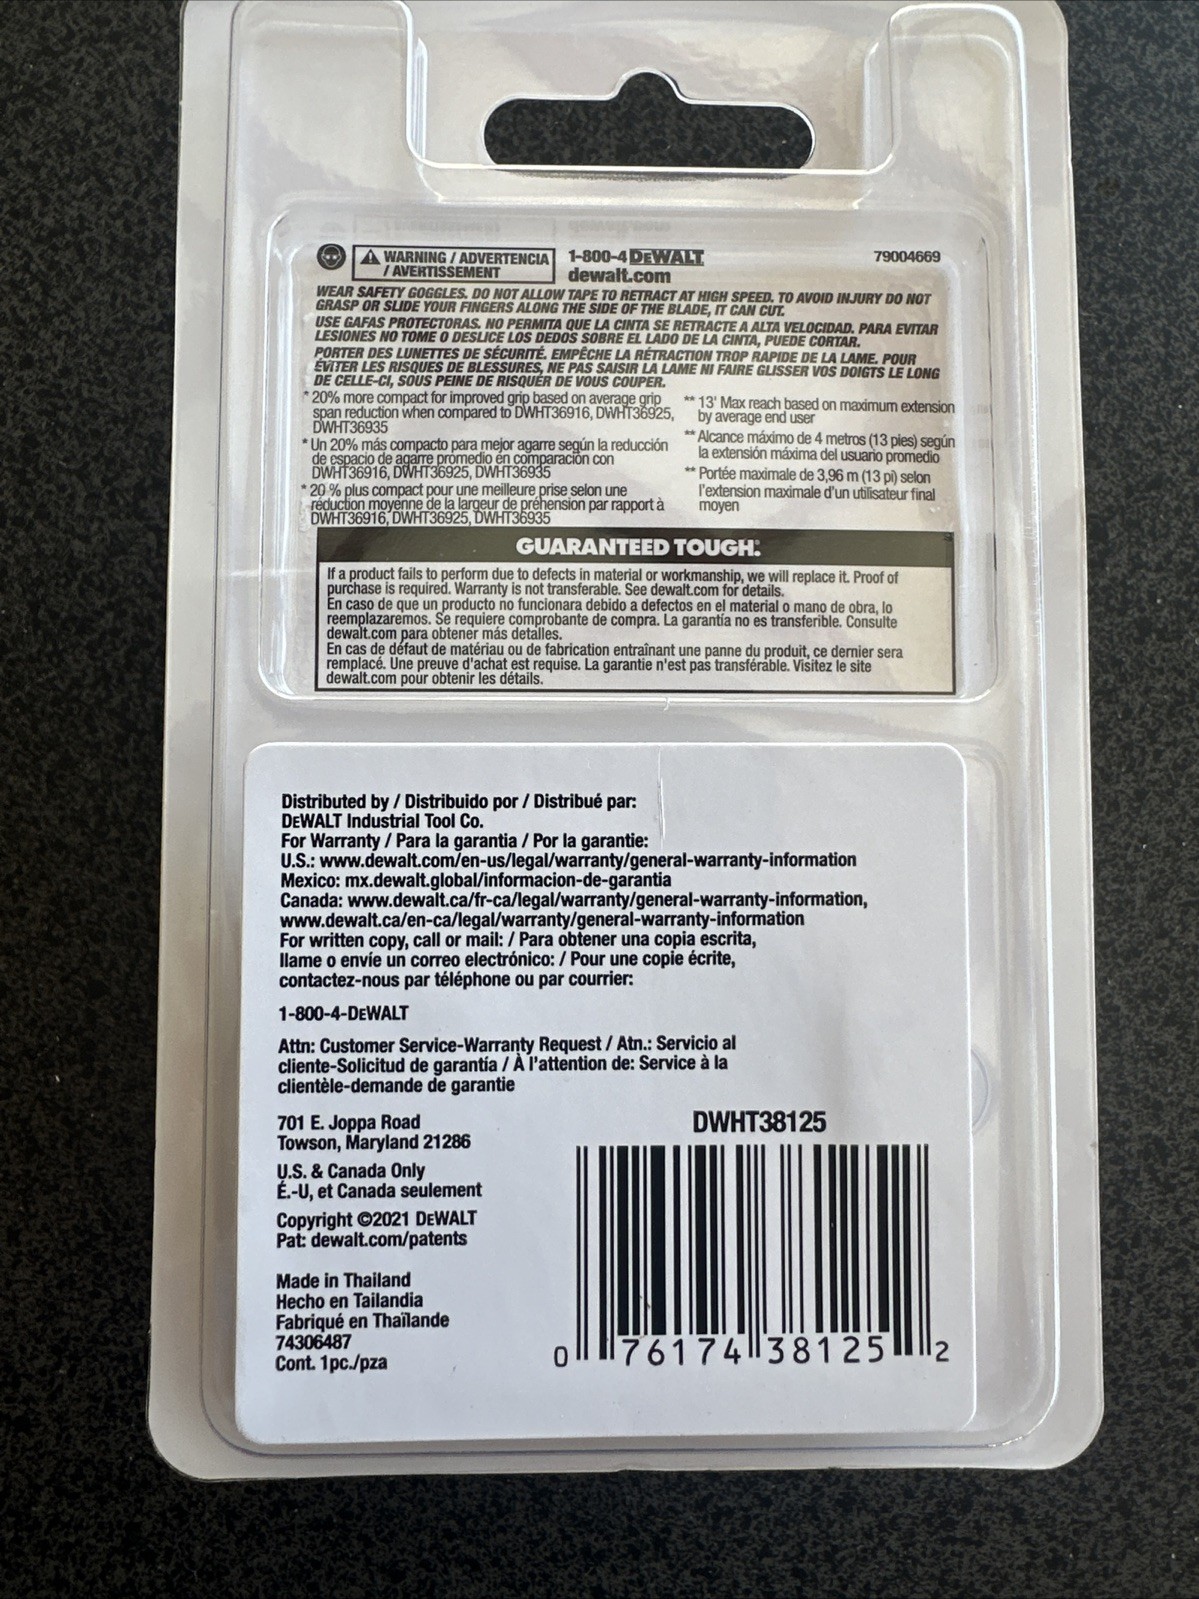 WARNING / ADVERTENCIA
/ AVERTISSEMENT
1-800-4 DEWALT
dewalt.com
79004669
WEAR SAFETY GOGGLES. DO NOT ALLOW TAPE TO RETRACT AT HIGH SPEED. TO AVOID INJURY DO NOT
GRASP OR SLIDE YOUR FINGERS ALONG THE SIDE OF THE BLADE, IT CAN CUT.
USE GAFAS PROTECTORAS. NO PERMITA QUE LA CINTA SE RETRACTE A ALTA VELOCIDAD. PARA EVITAR
LESIONES NO TOME O DESLICE LOS DEDOS SOBRE EL LADO DE LA CINTA, PUEDE CORTAR.
PORTER DES LUNETTES DE SÉCURITÉ. EMPÊCHE LA RÉTRACTION TROP RAPIDE DE LA LAME. POUR
ÉVITER LES RISQUES DE BLESSURES, NE PAS SAISIR LA LAME NI FAIRE GLISSER VOS DOIGTS LE LONG
DE CELLE-CI, SOUS PEINE DE RISQUER DE VOUS COUPER.
* 20% more compact for improved grip based on average grip
span reduction when compared to DWHT36916, DWHT36925,
DWHT36935
* Un 20% más compacto para mejor agarre según la reducción
de espacio de agarre promedio en comparación con
DWHT36916, DWHT36925, DWHT36935
* 20 % plus compact pour une meilleure prise selon une
réduction moyenne de la largeur de préhension par rapport à
DWHT36916, DWHT36925, DWHT36935
** 13' Max reach based on maximum extension
by average end user
** Alcance máximo de 4 metros (13 pies) según
la extensión máxima del usuario promedio
** Portée maximale de 3,96 m (13 pi) selon
l'extension maximale d'un utilisateur final
moyen
GUARANTEED TOUGH.®
If a product fails to perform due to defects in material or workmanship, we will replace it. Proof of
purchase is required. Warranty is not transferable. See dewalt.com for details.
En caso de que un producto no funcionara debido a defectos en el material o mano de obra, lo
reemplazaremos. Se requiere comprobante de compra. La garantía no es transferible. Consulte
dewalt.com para obtener más detalles.
En cas de défaut de matériau ou de fabrication entraînant une panne du produit, ce dernier sera
remplacé. Une preuve d'achat est requise. La garantie n'est pas transférable. Visitez le site
dewalt.com pour obtenir les détails.
Distributed by / Distribuido por / Distribué par:
DEWALT Industrial Tool Co.
For Warranty / Para la garantia / Por la garantie:
U.S.: www.dewalt.com/en-us/legal/warranty/general-warranty-information
Mexico: mx.dewalt.global/informacion-de-garantia
Canada: www.dewalt.ca/fr-ca/legal/warranty/general-warranty-information,
www.dewalt.ca/en-ca/legal/warranty/general-warranty-information
For written copy, call or mail: / Para obtener una copia escrita,
llame o envíe un correo electrónico: / Pour une copie écrite,
contactez-nous par téléphone ou par courrier:
1-800-4-DEWALT
Attn: Customer Service-Warranty Request / Atn.: Servicio al
cliente-Solicitud de garantía / À l'attention de: Service à la
clientèle-demande de garantie
701 E. Joppa Road
Towson, Maryland 21286
U.S. & Canada Only
É.-U, et Canada seulement
Copyright ©2021 DEWALT
Pat: dewalt.com/patents
Made in Thailand
Hecho en Tailandia
Fabriqué en Thaïlande
74306487
Cont. 1pc./pza
DWHT38125
0 76174 38125 2